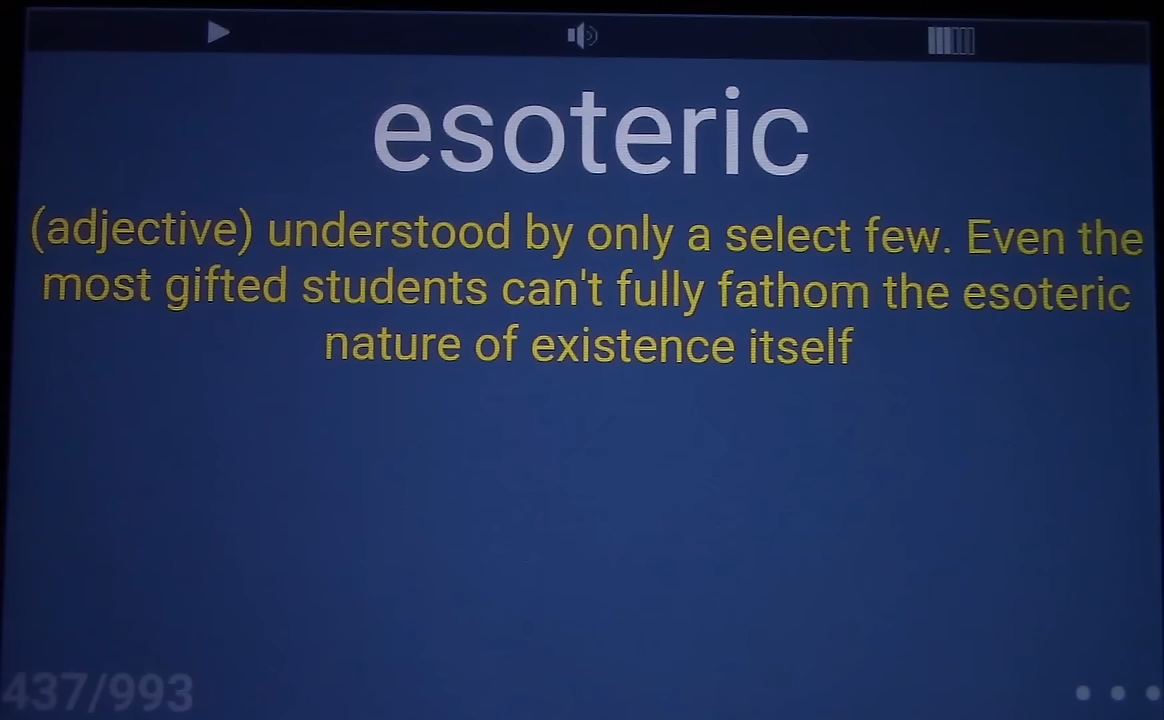 esoteric
(adjective) understood by only a select few. Even the
most gifted students can't fully fathom the esoteric
nature of existence itself
437/993